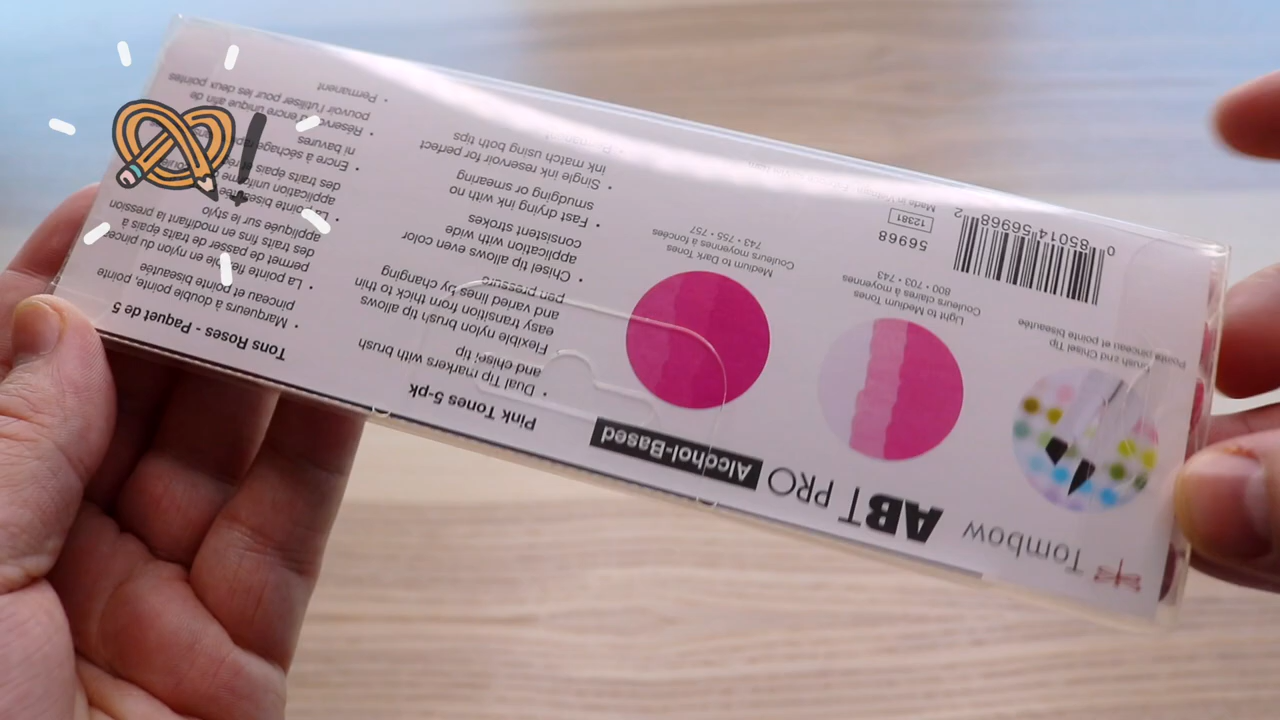 Tombow
ABT PRO
Alcohol-Based
Brush and Chisel Tip
Pointe pinceau et pointe biseautée
Light to Medium Tones
Couleurs claires à moyennes
800 • 703 • 743
Medium to Dark Tones
Couleurs moyennes à foncées
743 • 755 • 757
0 85014 56968 2
56968
12381
Made in
Pink Tones 5-pk
• Dual Tip markers with brush
and chisel tip
• Flexible nylon brush tip allows
easy transition from thick to thin
and varied lines by changing
pen pressure
• Chisel tip allows even color
application with wide
consistent strokes
• Fast drying ink with no
smudging or smearing
• Single ink reservoir for perfect
ink match using both tips
Tons Roses - Paquet de 5
• Marqueurs à double pointe, pointe
pinceau et pointe biseautée
• La pointe flexible en nylon du pinceau
permet de passer de traits épais à
des traits fins en modifiant la pression
appliquée sur le stylo
• La pointe biseautée
application uniforme
des traits épais
• Encre à séchage
ni bavures
• Réservoir d'encre unique afin de
pouvoir l'utiliser pour les deux pointes
• Permanent